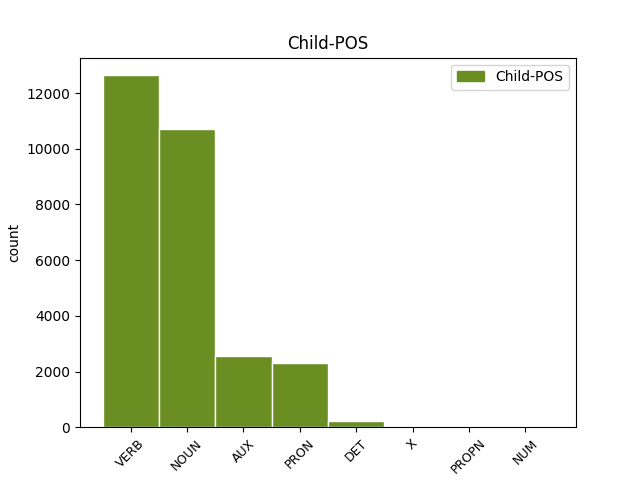 Child-POS
Child-POS
12000
10000
8000
6000
4000
2000
0
count
VERB
NOUN
AUX
PRON
DET
X
PROPN
NUM